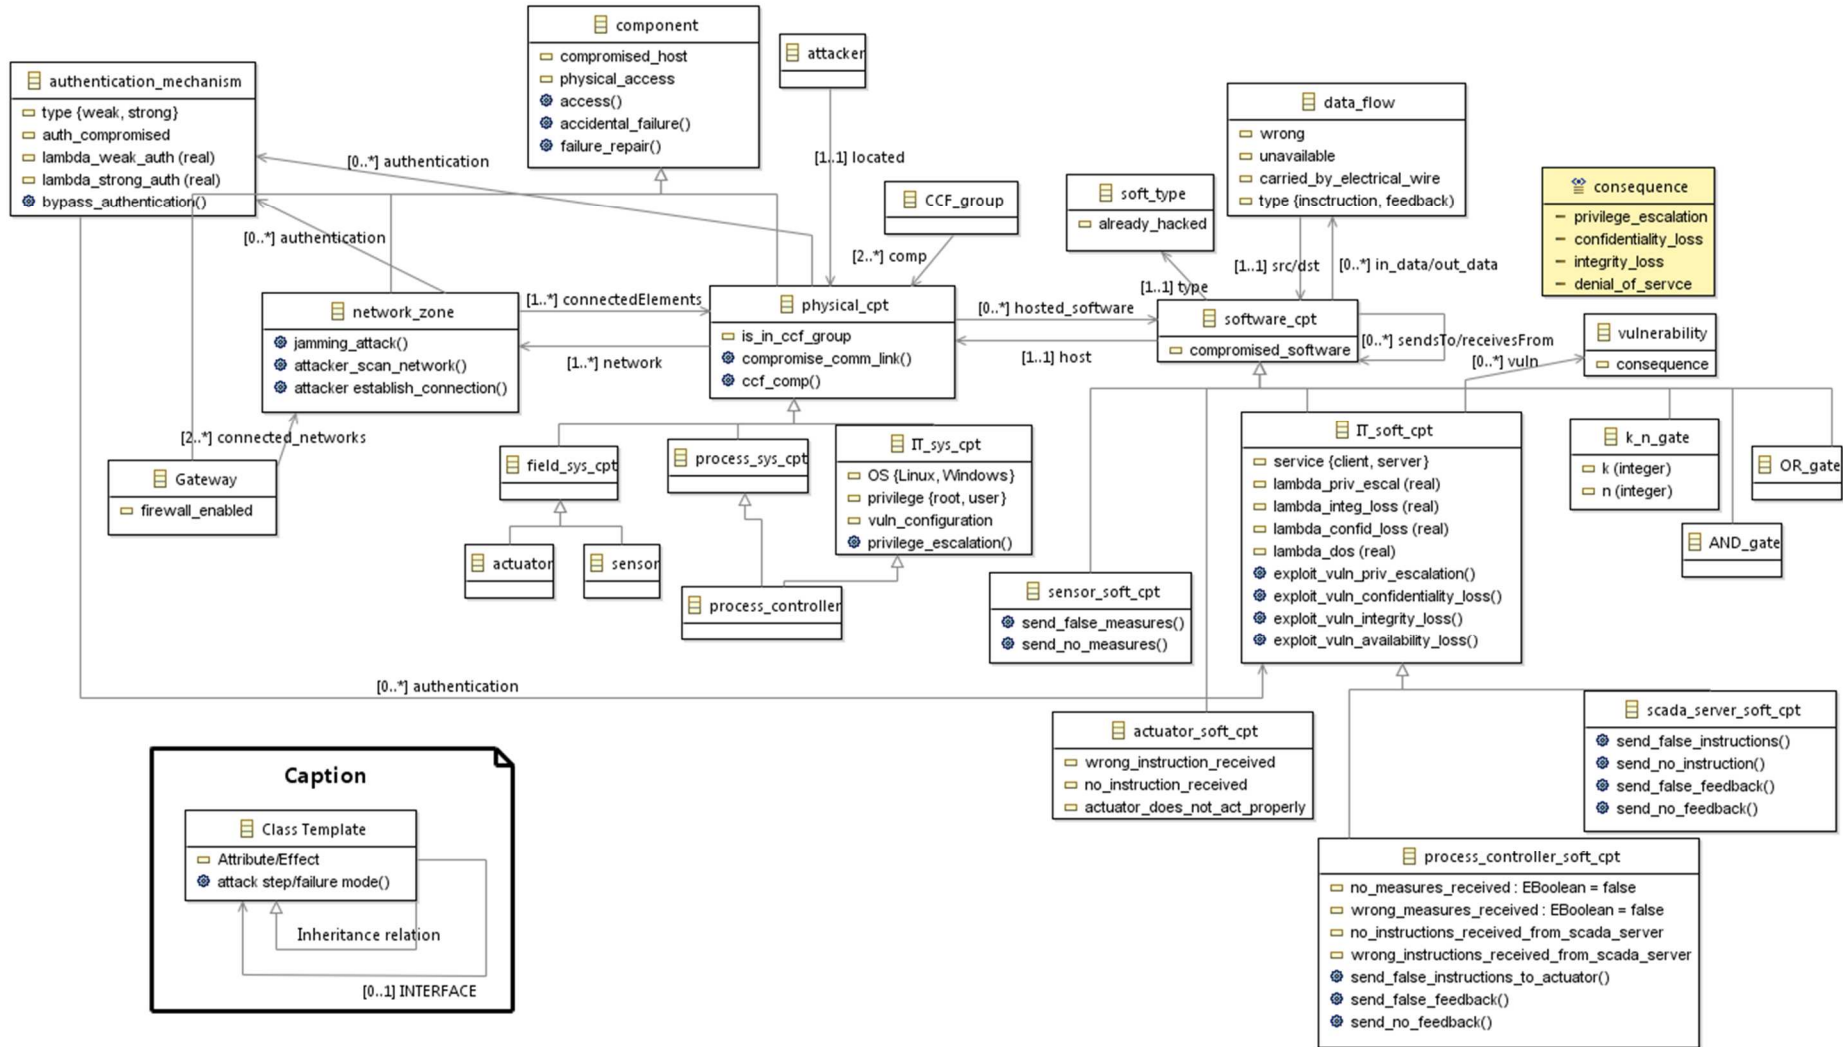 component
compromised_host
physical_access
access()
accidental_failure()
failure_repair()
attacker
authentication_mechanism
type {weak, strong}
auth_compromised
lambda_weak_auth (real)
lambda_strong_auth (real)
bypass_authentication()
[0..*] authentication
[0..*] authentication
[1..1] located
CCF_group
[2..*] comp
soft_type
already_hacked
[1..1] type
data_flow
wrong
unavailable
carried_by_electrical_wire
type {insctruction, feedback}
[1..1] src/dst
[0..*] in_data/out_data
consequence
privilege_escalation
confidentiality_loss
integrity_loss
denial_of_servce
network_zone
jamming_attack()
attacker_scan_network()
attacker establish_connection()
[1..*] connectedElements
[1..*] network
physical_cpt
is_in_ccf_group
compromise_comm_link()
ccf_comp()
[0..*] hosted_software
[1..1] host
software_cpt
compromised_software
[0..*] sendsTo/receivesFrom
[0..*] vuln
vulnerability
consequence
[2..*] connected_networks
Gateway
firewall_enabled
field_sys_cpt
process_sys_cpt
IT_sys_cpt
OS {Linux, Windows}
privilege {root, user}
vuln_configuration
privilege_escalation()
actuator
sensor
process_controller
sensor_soft_cpt
send_false_measures()
send_no_measures()
IT_soft_cpt
service {client, server}
lambda_priv_escal (real)
lambda_integ_loss (real)
lambda_confid_loss (real)
lambda_dos (real)
exploit_vuln_priv_escalation()
exploit_vuln_confidentiality_loss()
exploit_vuln_integrity_loss()
exploit_vuln_availability_loss()
k_n_gate
k (integer)
n (integer)
OR_gate
AND_gate
[0..*] authentication
actuator_soft_cpt
wrong_instruction_received
no_instruction_received
actuator_does_not_act_properly
scada_server_soft_cpt
send_false_instructions()
send_no_instruction()
send_false_feedback()
send_no_feedback()
process_controller_soft_cpt
no_measures_received : EBoolean = false
wrong_measures_received : EBoolean = false
no_instructions_received_from_scada_server
wrong_instructions_received_from_scada_server
send_false_instructions_to_actuator()
send_false_feedback()
send_no_feedback()
Caption
Class Template
Attribute/Effect
attack step/failure mode()
Inheritance relation
[0..1] INTERFACE